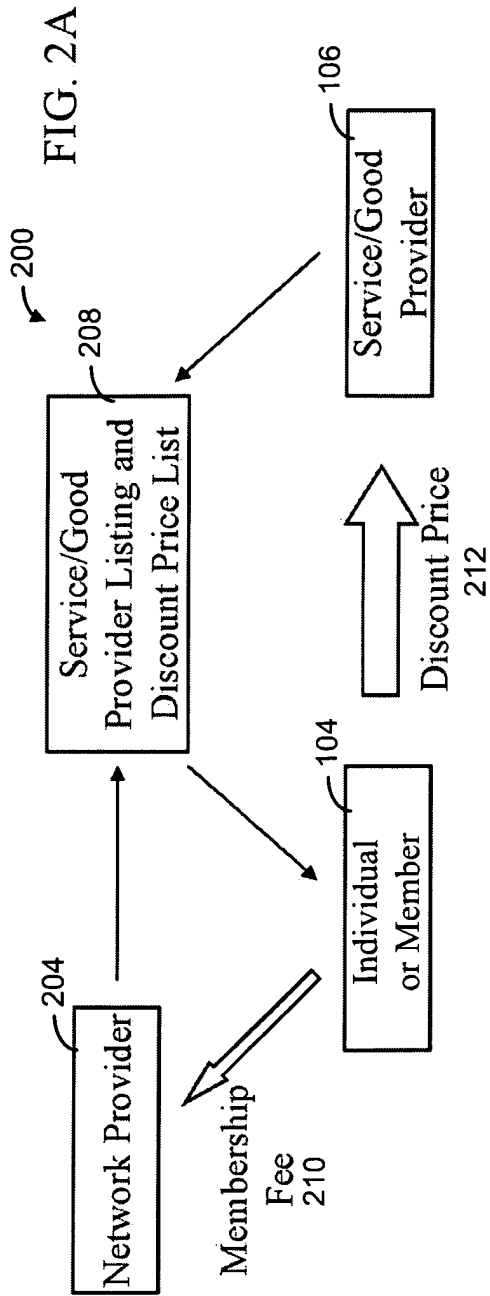 FIG. 2A
200
204
Network Provider
208
Service/Good
Provider Listing and
Discount Price List
Membership
Fee
210
104
Individual
or Member
Discount Price
212
106
Service/Good
Provider